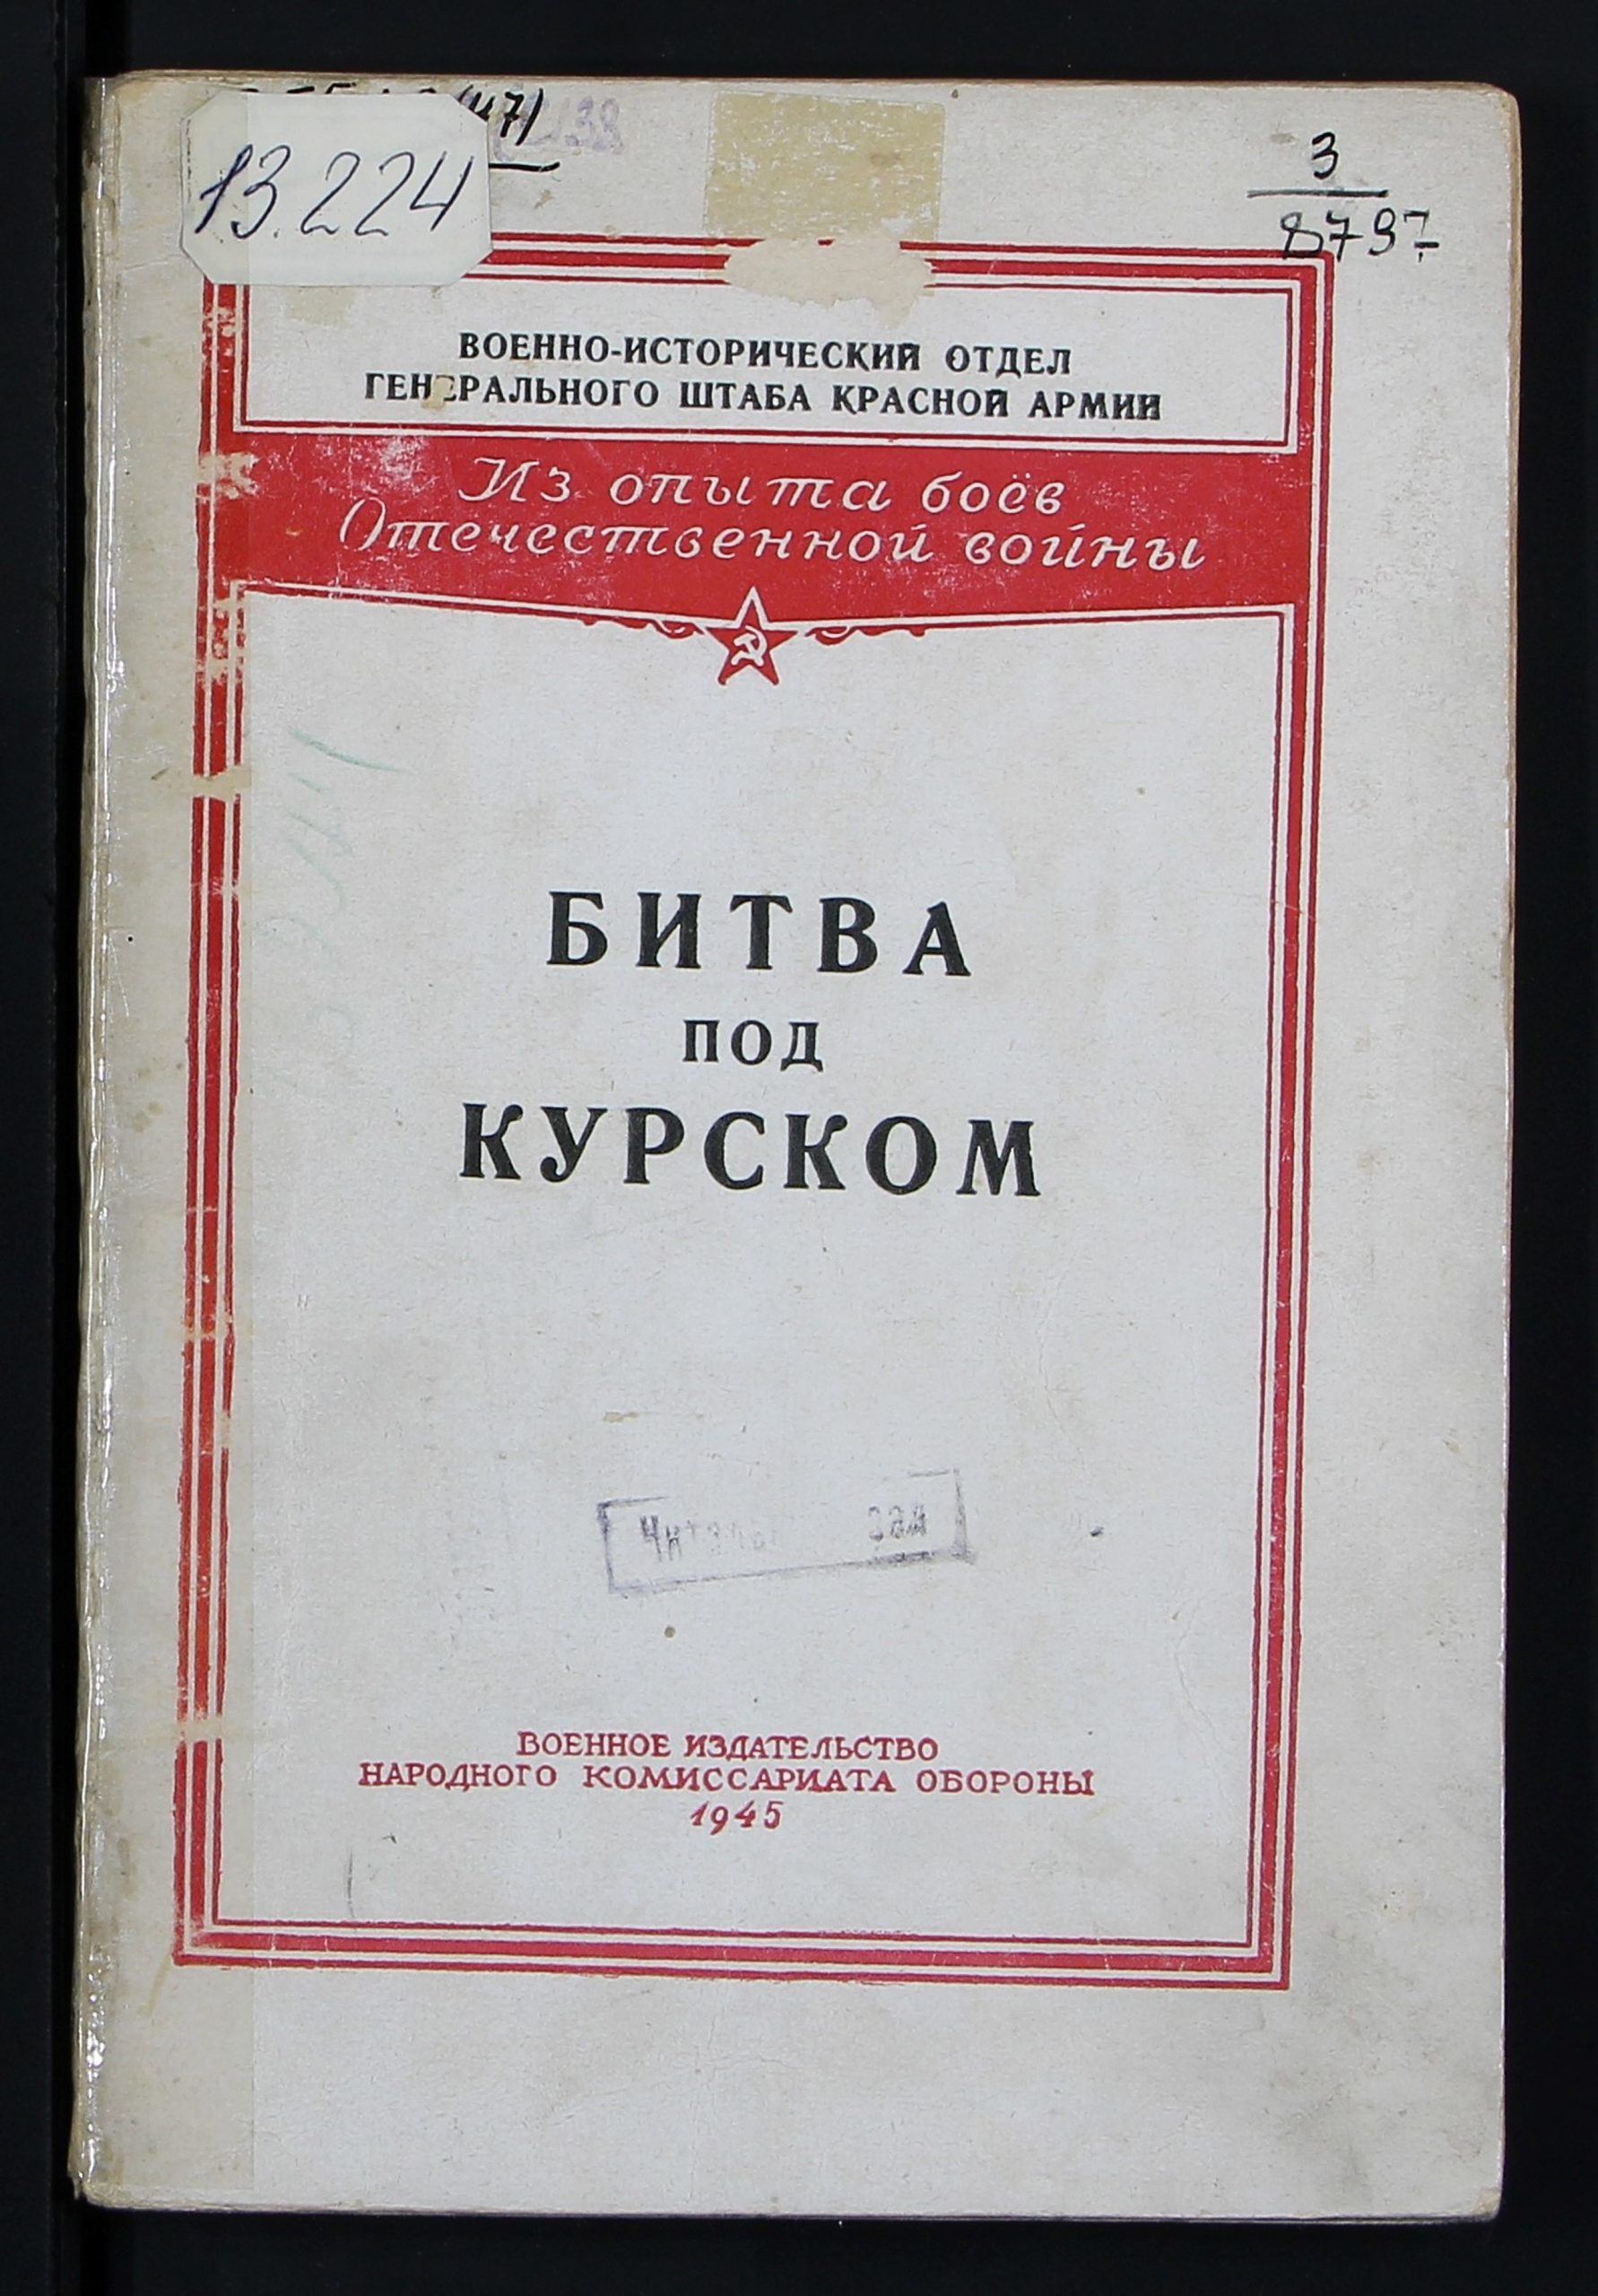 13.224
3
8797
ВОЕННО-ИСТОРИЧЕСКИЙ ОТДЕЛ
ГЕНЕРАЛЬНОГО ШТАБА КРАСНОЙ АРМИИ
Из опыта боёв
Отечественной войны
БИТВА
ПОД
КУРСКОМ
ВОЕННОЕ ИЗДАТЕЛЬСТВО
НАРОДНОГО КОМИССАРИАТА ОБОРОНЫ
1945